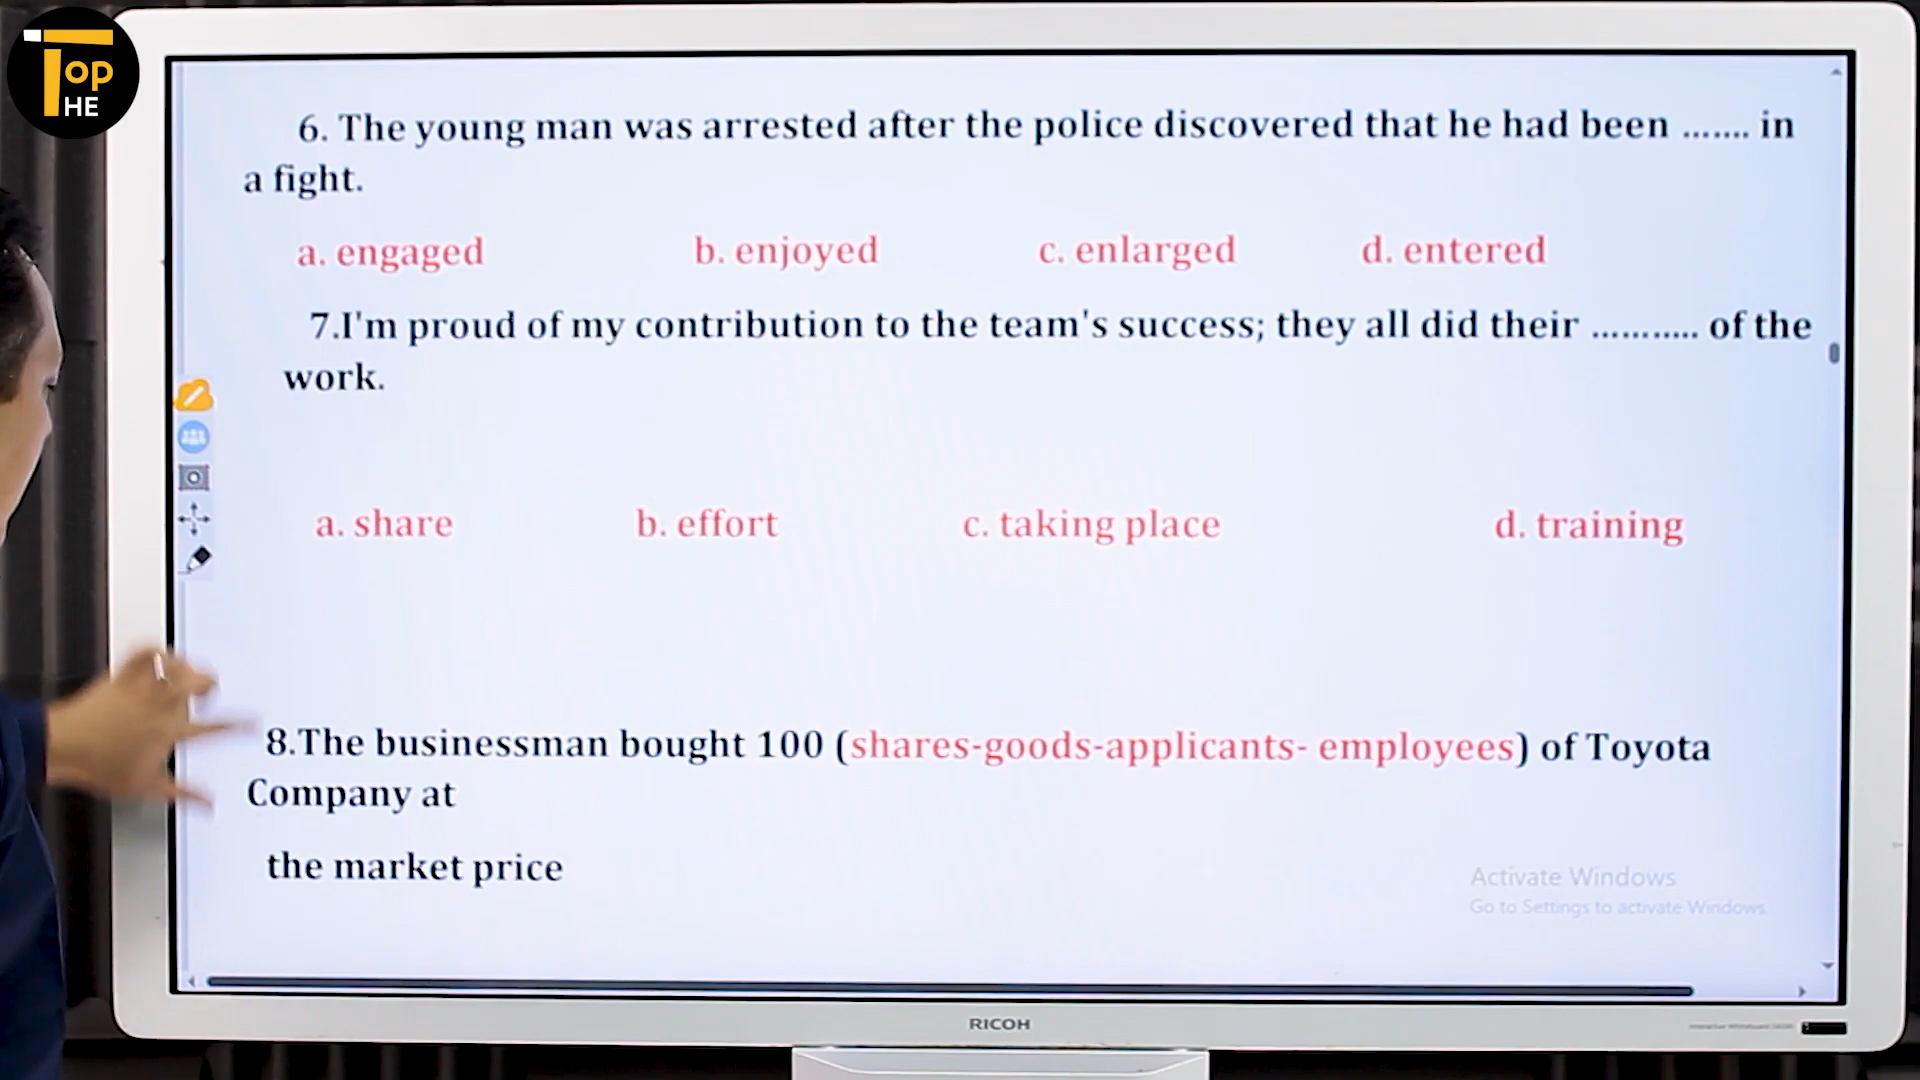 TOP
THE
6. The young man was arrested after the police discovered that he had been ....... in
a fight.
a. engaged b. enjoyed c. enlarged d. entered
7.I'm proud of my contribution to the team's success; they all did their ........... of the
work.
a. share b. effort c. taking place d. training
8.The businessman bought 100 (shares-goods-applicants- employees) of Toyota
Company at
the market price
Activate Windows
Go to Settings to activate Windows.
RICOH